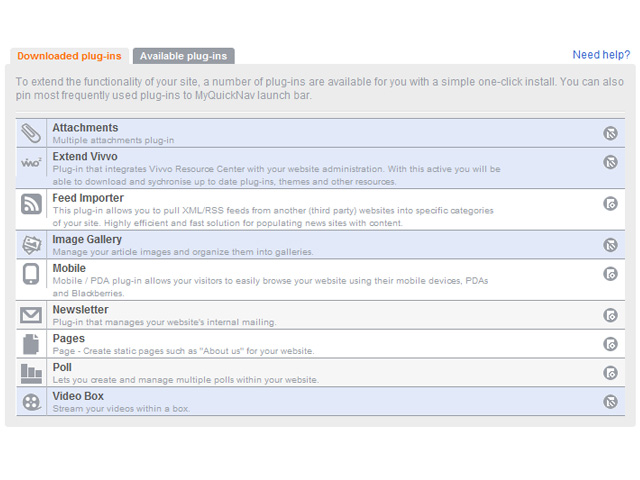 Downloaded plug-ins
Available plug-ins
Need help?
To extend the functionality of your site, a number of plug-ins are available for you with a simple one-click install. You can also
pin most frequently used plug-ins to MyQuickNav launch bar.
Attachments
Multiple attachments plug-in
vivvo2
Extend Vivvo
Plug-in that integrates Vivvo Resource Center with your website administration. With this active you will be
able to download and sychronise up to date plug-ins, themes and other resources.
Feed Importer
This plug-in allows you to pull XML/RSS feeds from another (third party) websites into specific categories
of your site. Highly efficient and fast solution for populating news sites with content.
Image Gallery
Manage your article images and organize them into galleries.
Mobile
Mobile / PDA plug-in allows your visitors to easily browse your website using their mobile devices, PDAs
and Blackberries.
Newsletter
Plug-in that manages your website's internal mailing.
Pages
Page - Create static pages such as "About us" for your website.
Poll
Lets you create and manage multiple polls within your website.
Video Box
Stream your videos within a box.